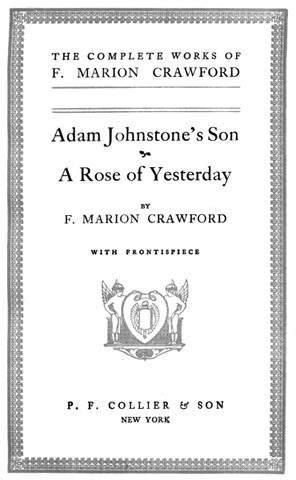 THE COMPLETE WORKS OF
F. MARION CRAWFORD
Adam Johnstone's Son
A Rose of Yesterday
BY
F. MARION CRAWFORD
WITH FRONTISPIECE
P. F. COLLIER & SON
NEW YORK